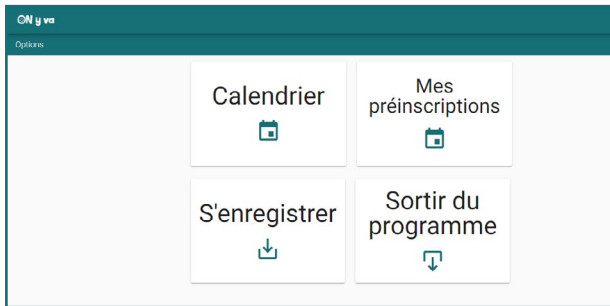 ON y va
Options
Calendrier
Mes
préinscriptions
S'enregistrer
Sortir du
programme